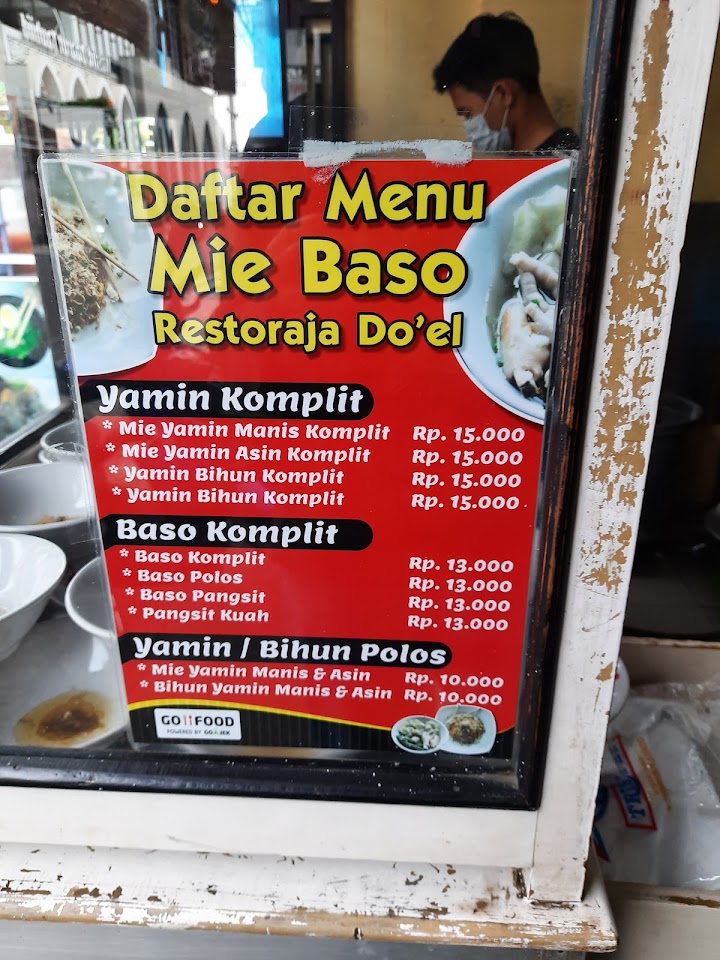 Daftar Menu
Mie Baso
Restoraja Do'el
Yamin Komplit
* Mie Yamin Manis Komplit Rp. 15.000
* Mie Yamin Asin Komplit Rp. 15.000
* Yamin Bihun Komplit Rp. 15.000
* Yamin Bihun Komplit Rp. 15.000
Baso Komplit
* Baso Komplit Rp. 13.000
* Baso Polos Rp. 13.000
* Baso Pangsit Rp. 13.000
* Pangsit Kuah Rp. 13.000
Yamin / Bihun Polos
* Mie Yamin Manis & Asin Rp. 10.000
* Bihun Yamin Manis & Asin Rp. 10.000
GO FOOD
POWERED BY GO JEK